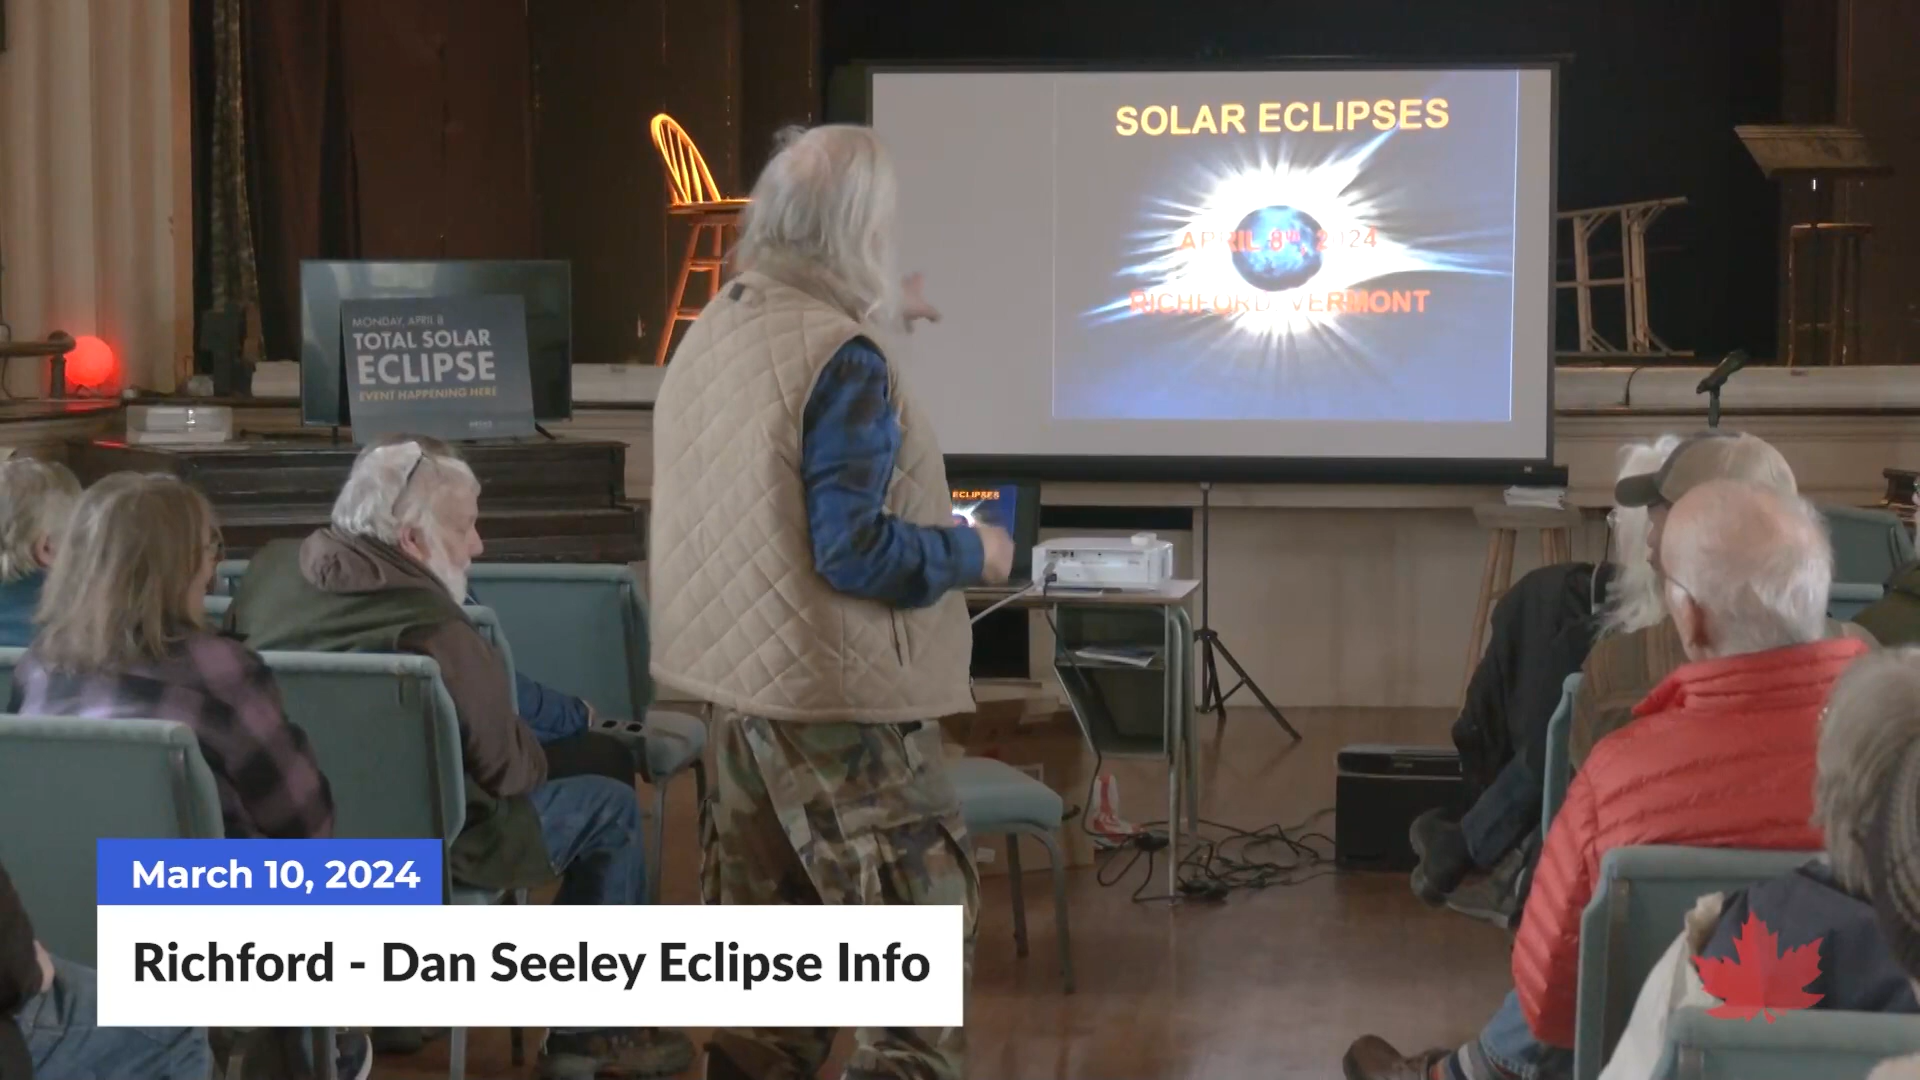 SOLAR ECLIPSES
APRIL 8th, 2024
RICHFORD VERMONT
MONDAY, APRIL 8
TOTAL SOLAR
ECLIPSE
EVENT HAPPENING HERE
ECLIPSES
March 10, 2024
Richford - Dan Seeley Eclipse Info